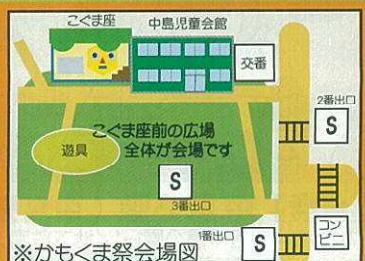 こぐま座
中島児童会館
交番
2番出口
S
こぐま座前の広場
全体が会場です
遊具
S
3番出口
1番出口
S
コン
ビニ
※かもくま祭会場図